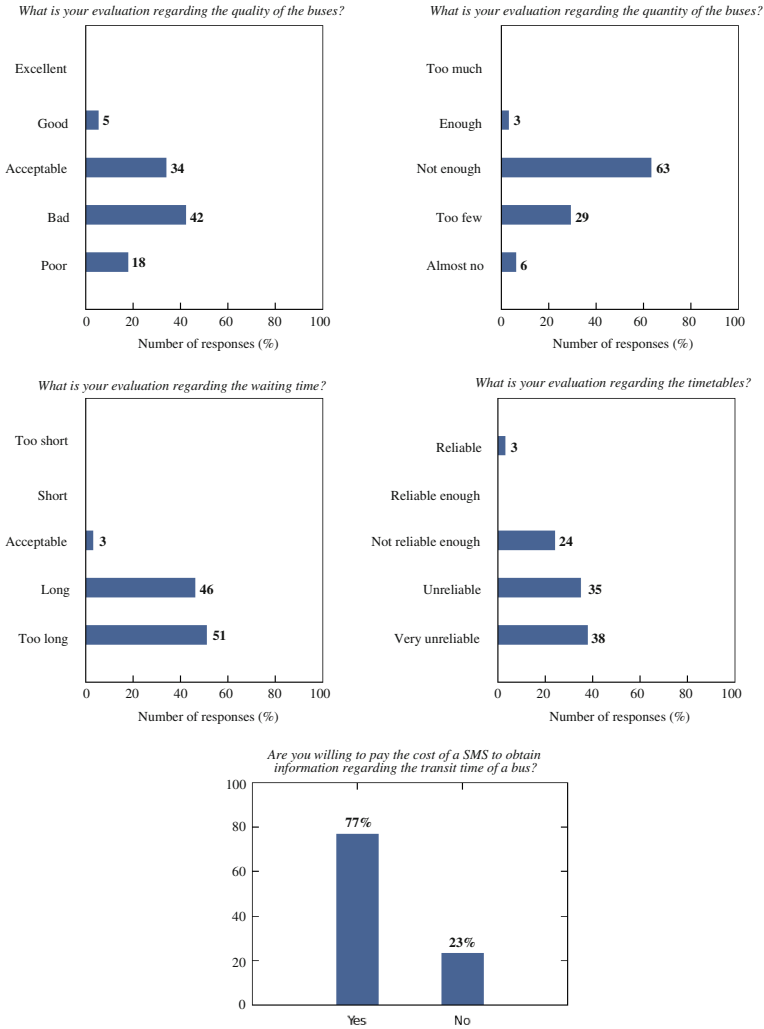 What is your evaluation regarding the quality of the buses?
Excellent
Good
5
Acceptable
34
Bad
42
Poor
18
0 20 40 60 80 100
Number of responses (%)
What is your evaluation regarding the quantity of the buses?
Too much
Enough
3
Not enough
63
Too few
29
Almost no
6
0 20 40 60 80 100
Number of responses (%)
What is your evaluation regarding the waiting time?
Too short
Short
Acceptable
3
Long
46
Too long
51
0 20 40 60 80 100
Number of responses (%)
What is your evaluation regarding the timetables?
Reliable
3
Reliable enough
Not reliable enough
24
Unreliable
35
Very unreliable
38
0 20 40 60 80 100
Number of responses (%)
Are you willing to pay the cost of a SMS to obtain
information regarding the transit time of a bus?
100
80
60
40
20
0
77%
23%
Yes No